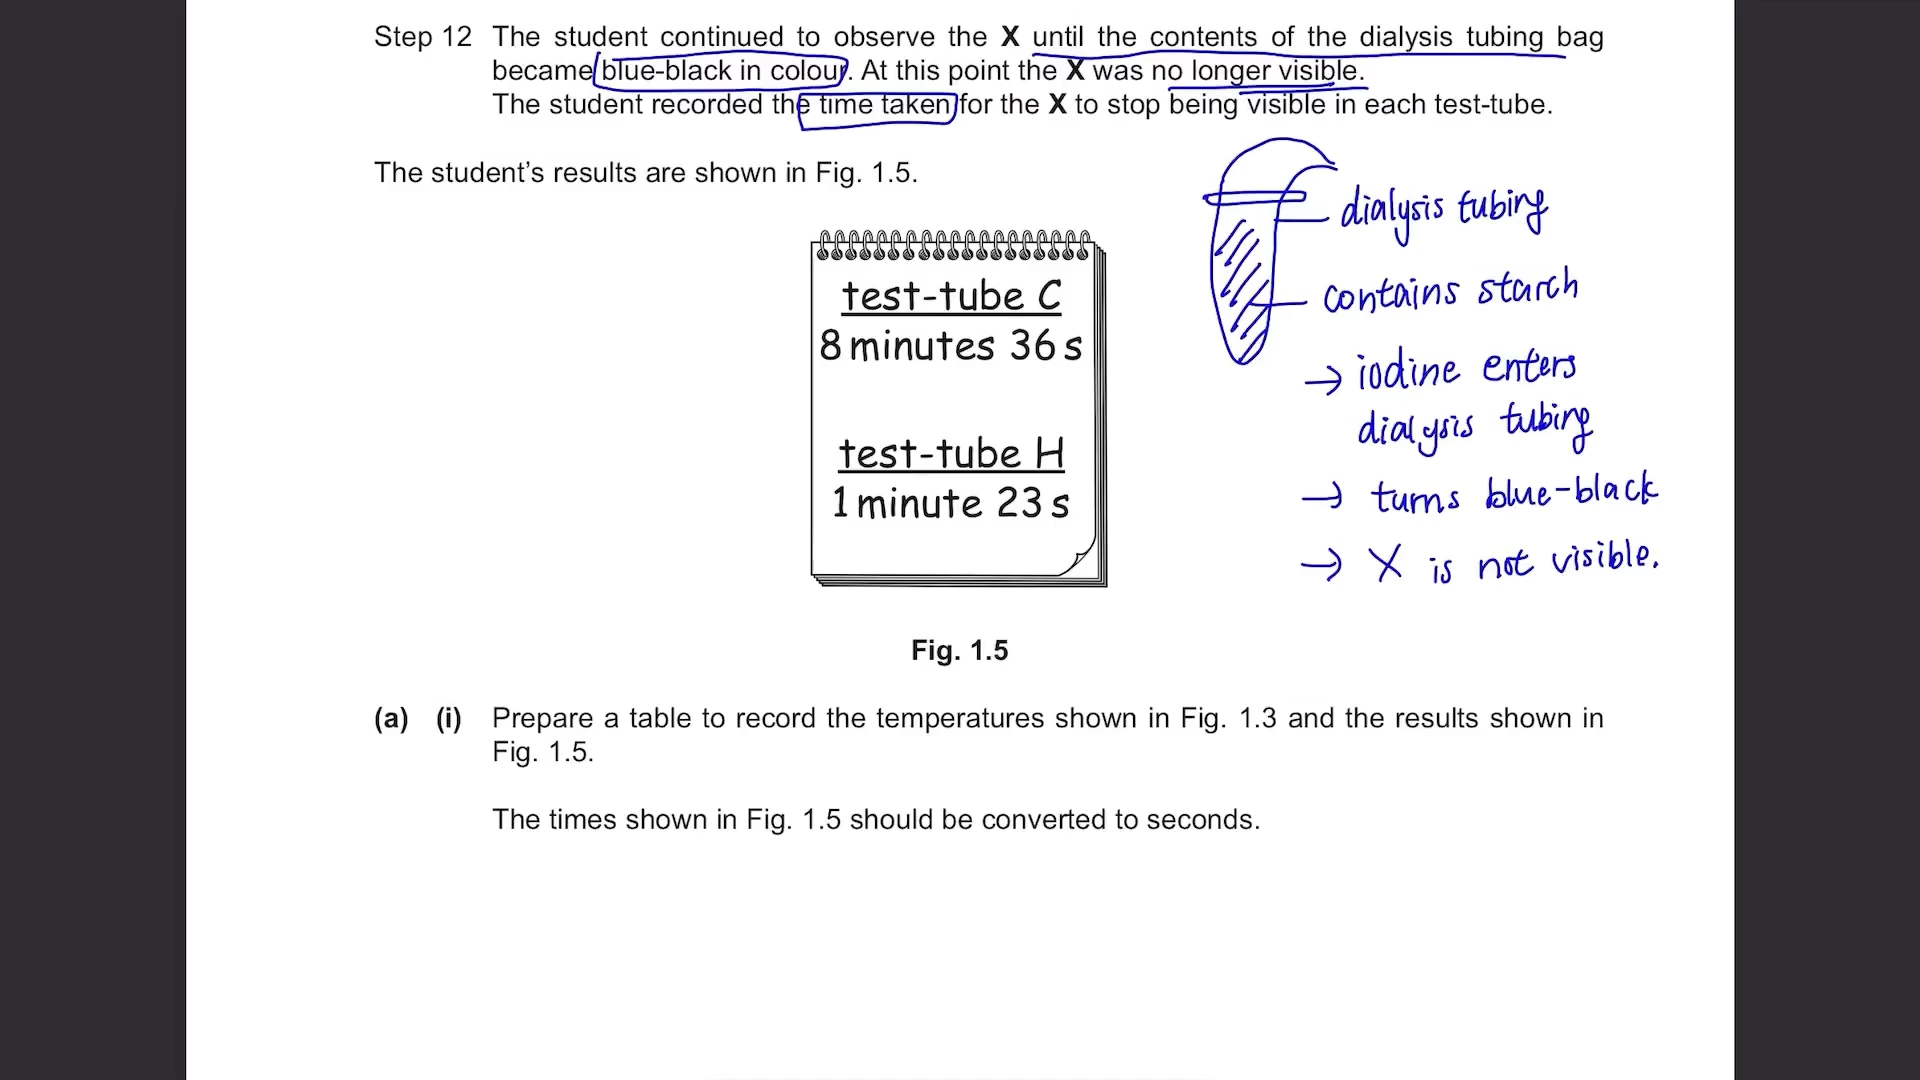 Step 12 The student continued to observe the X until the contents of the dialysis tubing bag
became blue-black in colour. At this point the X was no longer visible.
The student recorded the time taken for the X to stop being visible in each test-tube.
The student's results are shown in Fig. 1.5.
test-tube C
8 minutes 36 s
test-tube H
1 minute 23 s
dialysis tubing
contains starch
→ iodine enters
dialysis tubing
→ turns blue-black
→ X is not visible.
Fig. 1.5
(a) (i) Prepare a table to record the temperatures shown in Fig. 1.3 and the results shown in
Fig. 1.5.
The times shown in Fig. 1.5 should be converted to seconds.